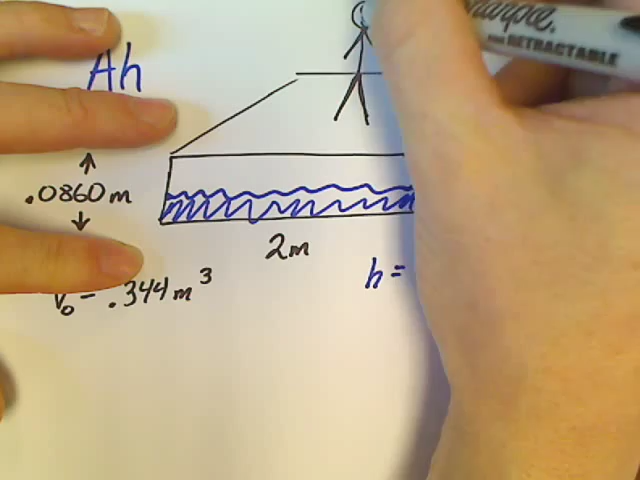 Sharpie.
RETRACTABLE
Ah
.0860 m
2m
h =
V₀ - .344 m³